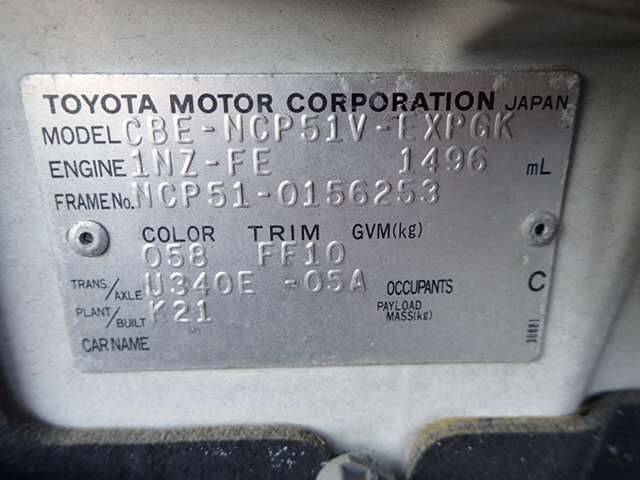 TOYOTA MOTOR CORPORATION JAPAN
MODEL CBE-NCP51V-EXPGK
ENGINE 1NZ-FE 1496 mL
FRAME No. NCP51-0156253
COLOR TRIM GVM(kg)
058 FF10
TRANS./AXLE U340E -05A OCCUPANTS C
PLANT/BUILT K21 PAYLOAD MASS(kg)
CAR NAME